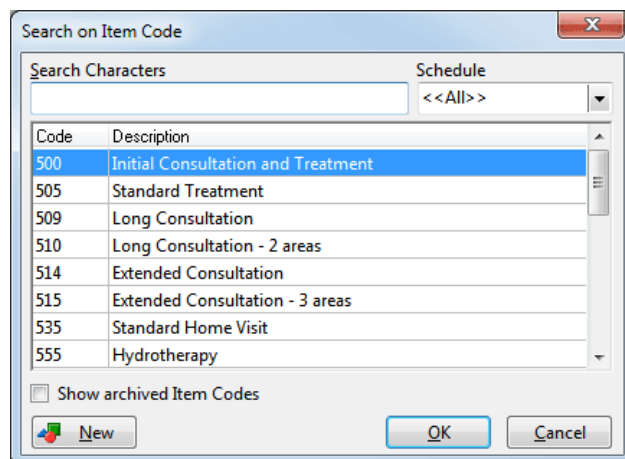 Search on Item Code
Search Characters Schedule
<<All>>
Code Description
500 Initial Consultation and Treatment
505 Standard Treatment
509 Long Consultation
510 Long Consultation - 2 areas
514 Extended Consultation
515 Extended Consultation - 3 areas
535 Standard Home Visit
555 Hydrotherapy
Show archived Item Codes
New OK Cancel